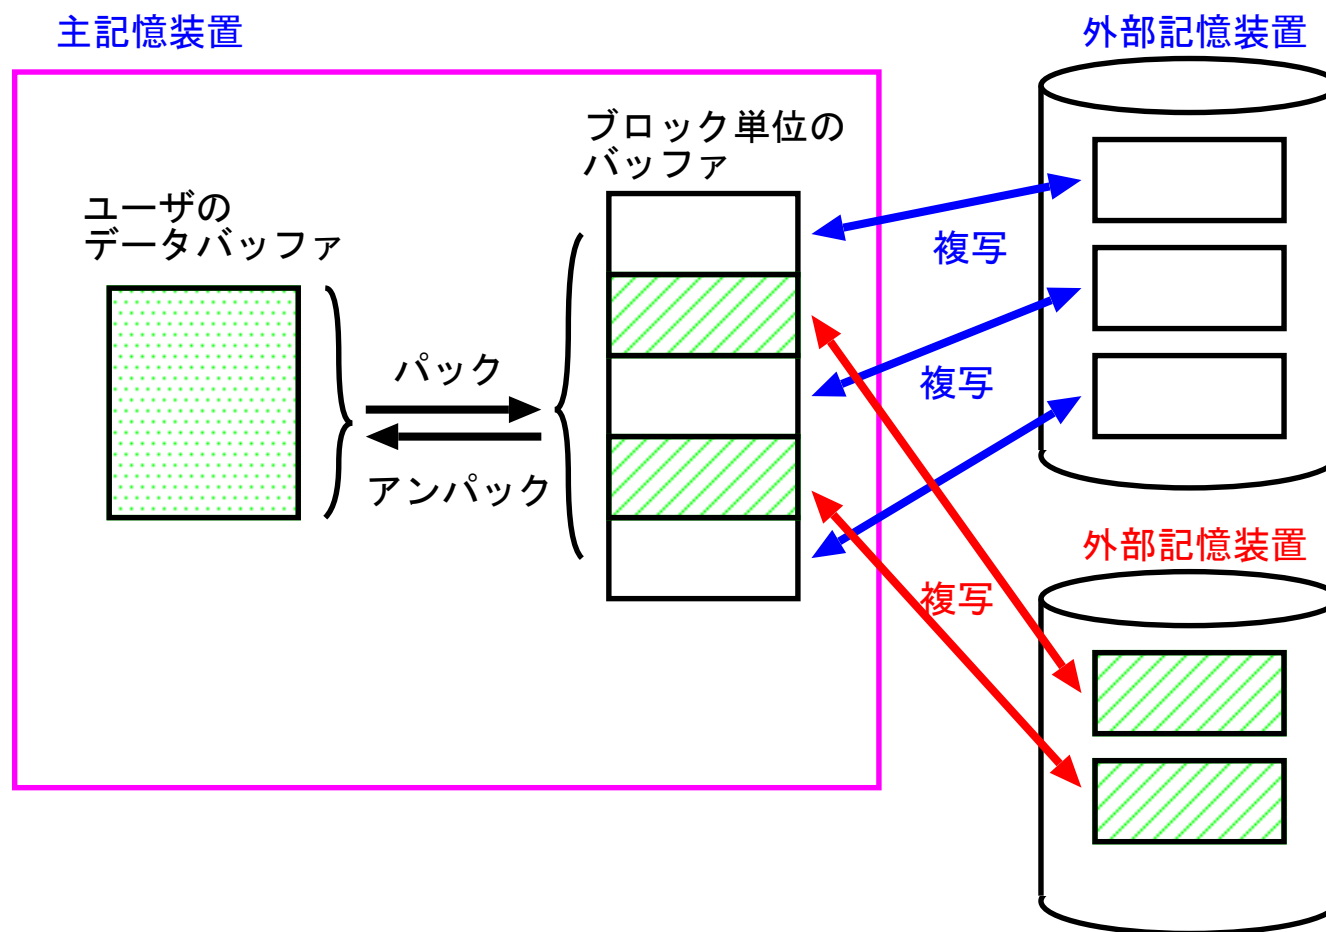 主記憶装置
外部記憶装置
ブロック単位の
バッファ
ユーザの
データバッファ
複写
パック
複写
アンパック
外部記憶装置
複写